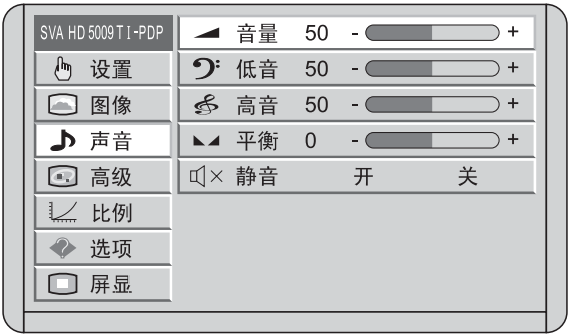 SVA HD 5009 T I-PDP
设置
图像
声音
高级
比例
选项
屏显
音量 50 - +
低音 50 - +
高音 50 - +
平衡 0 - +
静音 开 关